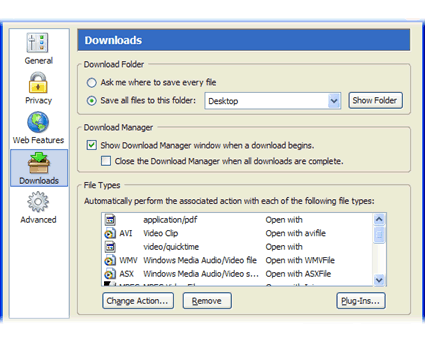 Downloads
General
Privacy
Web Features
Downloads
Advanced
Download Folder
Ask me where to save every file
Save all files to this folder: Desktop Show Folder
Download Manager
Show Download Manager window when a download begins.
Close the Download Manager when all downloads are complete.
File Types
Automatically perform the associated action with each of the following file types:
application/pdf Open with
AVI Video Clip Open with avifile
video/quicktime Open with
WMV Windows Media Audio/Video file Open with WMVFile
ASX Windows Media Audio/Video s... Open with ASXFile
Change Action... Remove Plug-Ins...